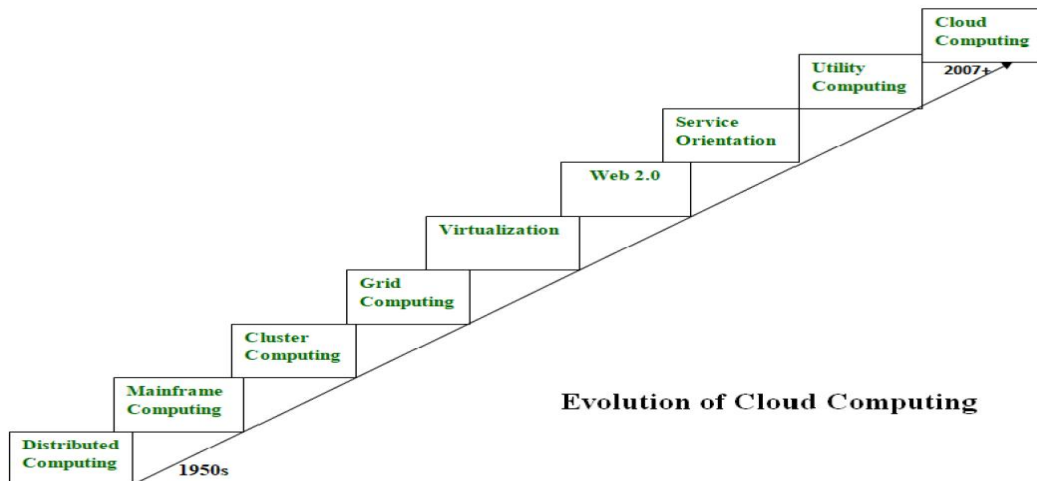 Cloud
Computing
2007+
Utility
Computing
Service
Orientation
Web 2.0
Virtualization
Grid
Computing
Cluster
Computing
Mainframe
Computing
Evolution of Cloud Computing
Distributed
Computing
1950s